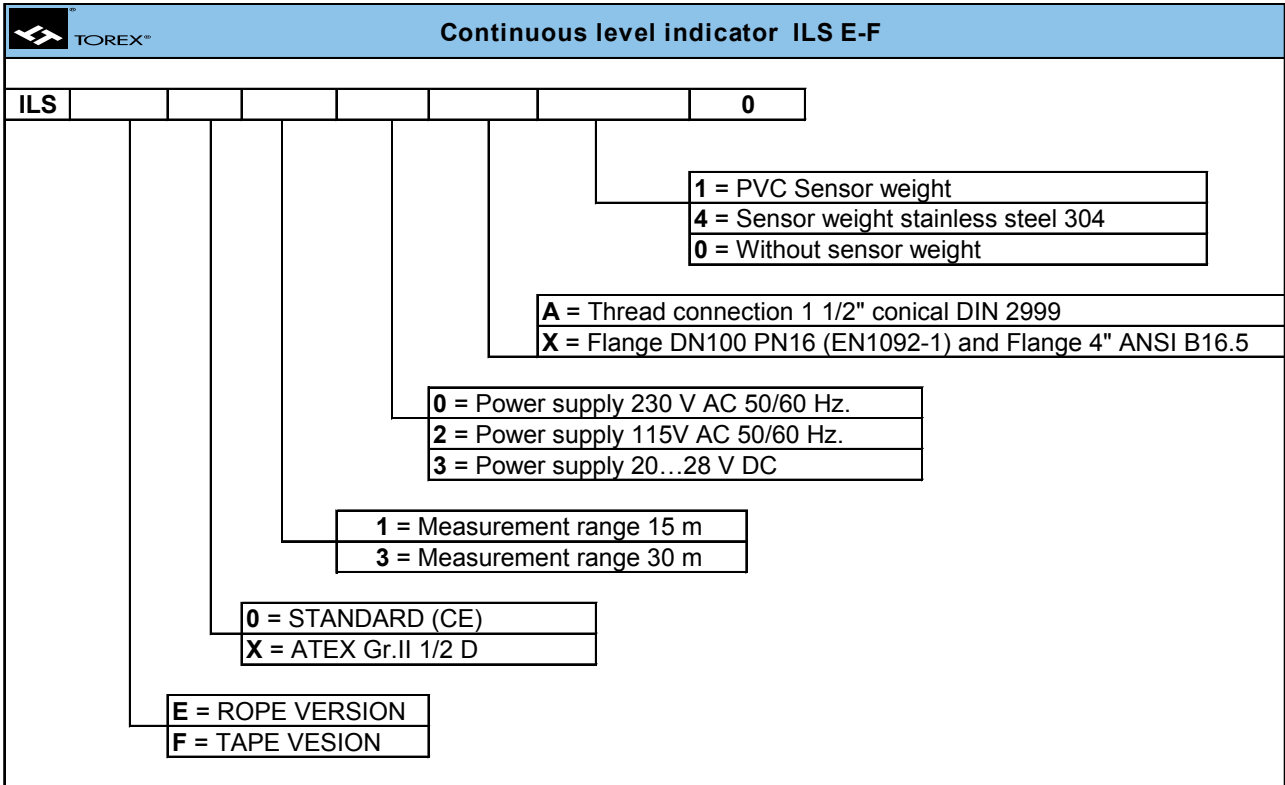 TOREX®
Continuous level indicator ILS E-F
ILS 0
1 = PVC Sensor weight
4 = Sensor weight stainless steel 304
0 = Without sensor weight
A = Thread connection 1 1/2" conical DIN 2999
X = Flange DN100 PN16 (EN1092-1) and Flange 4" ANSI B16.5
0 = Power supply 230 V AC 50/60 Hz.
2 = Power supply 115V AC 50/60 Hz.
3 = Power supply 20…28 V DC
1 = Measurement range 15 m
3 = Measurement range 30 m
0 = STANDARD (CE)
X = ATEX Gr.II 1/2 D
E = ROPE VERSION
F = TAPE VESION